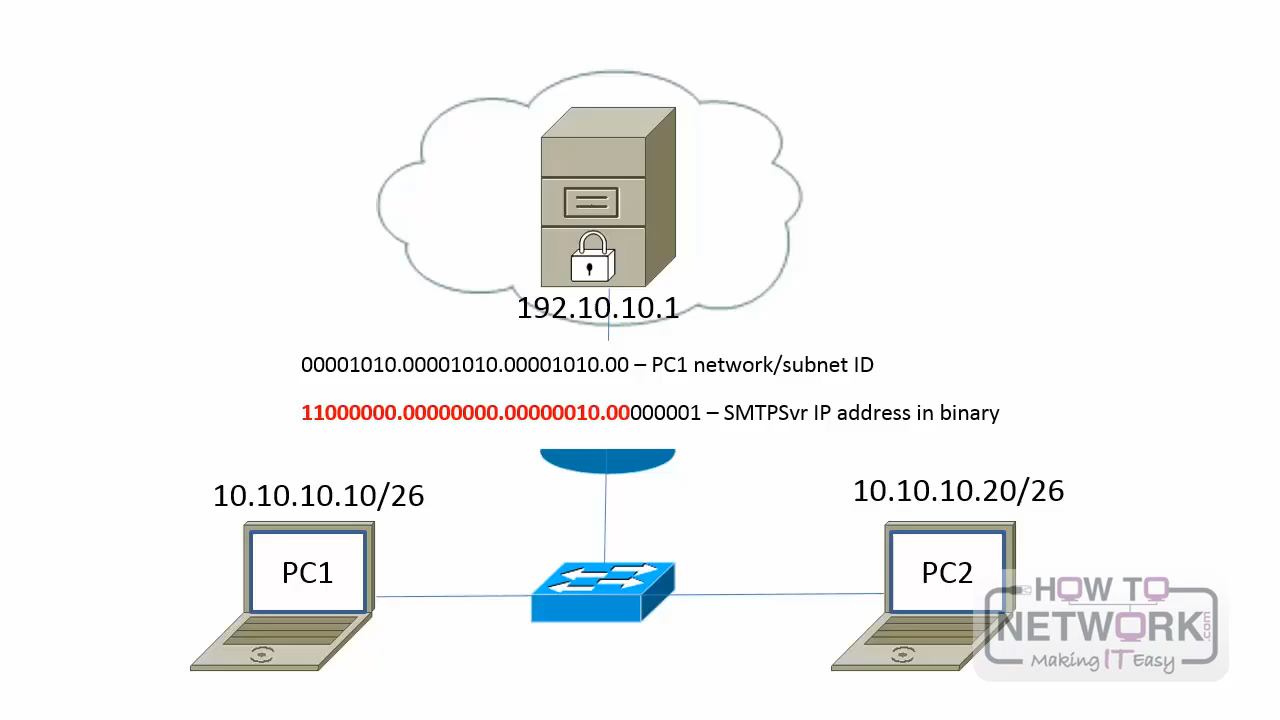 192.10.10.1
00001010.00001010.00001010.00 – PC1 network/subnet ID
11000000.00000000.00000010.00000001 – SMTPSvr IP address in binary
10.10.10.10/26
10.10.10.20/26
PC1
PC2
HOW TO
NETWORK.com
Making IT Easy